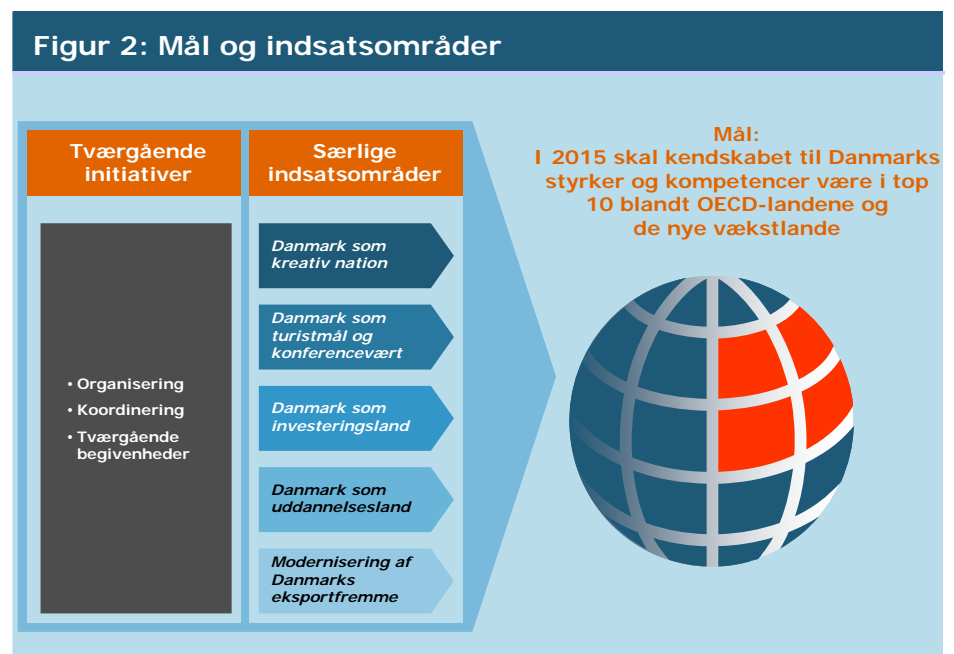 Figur 2: Mål og indsatsområder
Tværgående
initiativer
• Organisering
• Koordinering
• Tværgående
begivenheder
Særlige
indsatsområder
Danmark som
kreativ nation
Danmark som
turistmål og
konferencevært
Danmark som
investeringsland
Danmark som
uddannelsesland
Modernisering af
Danmarks
eksportfremme
Mål:
I 2015 skal kendskabet til Danmarks
styrker og kompetencer være i top
10 blandt OECD-landene og
de nye vækstlande